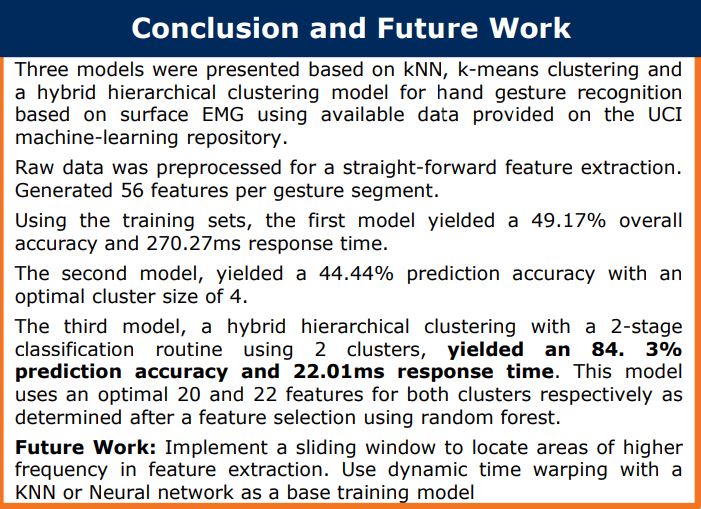 Conclusion and Future Work
Three models were presented based on kNN, k-means clustering and
a hybrid hierarchical clustering model for hand gesture recognition
based on surface EMG using available data provided on the UCI
machine-learning repository.
Raw data was preprocessed for a straight-forward feature extraction.
Generated 56 features per gesture segment.
Using the training sets, the first model yielded a 49.17% overall
accuracy and 270.27ms response time.
The second model, yielded a 44.44% prediction accuracy with an
optimal cluster size of 4.
The third model, a hybrid hierarchical clustering with a 2-stage
classification routine using 2 clusters, yielded an 84. 3%
prediction accuracy and 22.01ms response time. This model
uses an optimal 20 and 22 features for both clusters respectively as
determined after a feature selection using random forest.
Future Work: Implement a sliding window to locate areas of higher
frequency in feature extraction. Use dynamic time warping with a
KNN or Neural network as a base training model